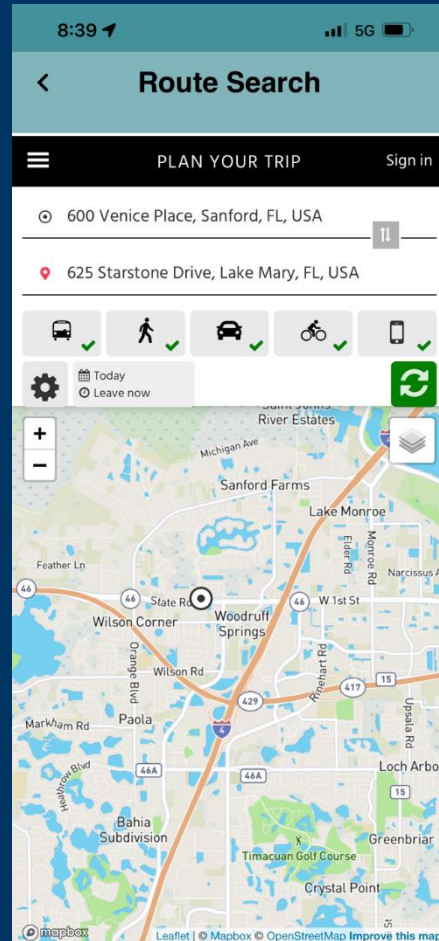 8:39
5G
Route Search
PLAN YOUR TRIP
Sign in
600 Venice Place, Sanford, FL, USA
625 Starstone Drive, Lake Mary, FL, USA
Today
Leave now
+
−
River Estates
Michigan Ave
Sanford Farms
Lake Monroe
Elder Rd
Monroe Rd
Feather Ln
Narcissus A
46
46
State Ro
46
W 1st St
Wilson Corner
Woodruff
Springs
Orange Blvd
Wilson Rd
Rinehart Rd
417
15
429
4
Upsala Rd
Markham Rd
Paola
Heathrow Blvd
46A
46A
Loch Arbo
15
Bahia
Subdivision
Greenbriar
Timacuan Golf Course
Crystal Point
St
mapbox
Leaflet | © Mapbox © OpenStreetMap Improve this map